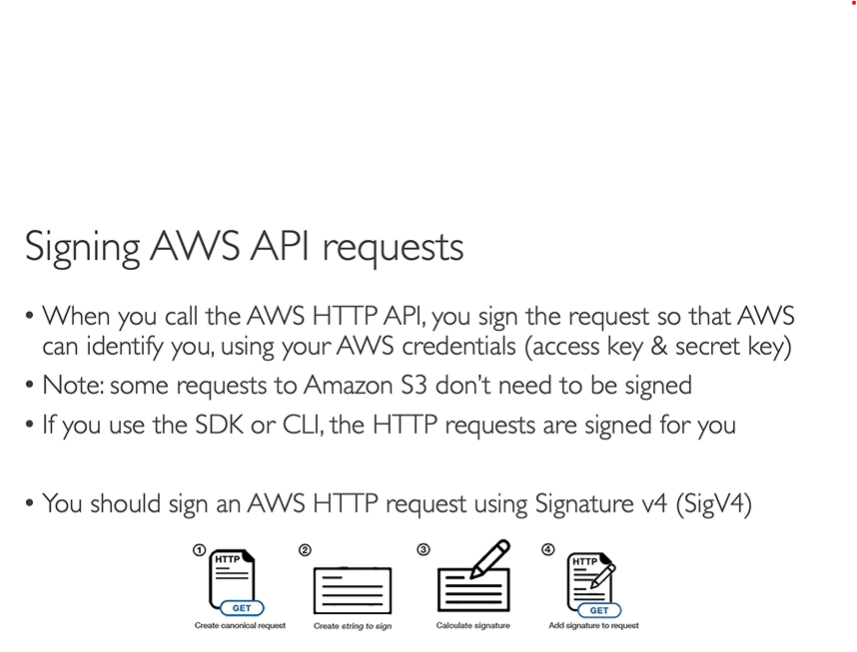 Signing AWS API requests
• When you call the AWS HTTP API, you sign the request so that AWS
can identify you, using your AWS credentials (access key & secret key)
• Note: some requests to Amazon S3 don't need to be signed
• If you use the SDK or CLI, the HTTP requests are signed for you
• You should sign an AWS HTTP request using Signature v4 (SigV4)
① ② ③ ④
HTTP HTTP
GET GET
Create canonical request Create string to sign Calculate signature Add signature to request